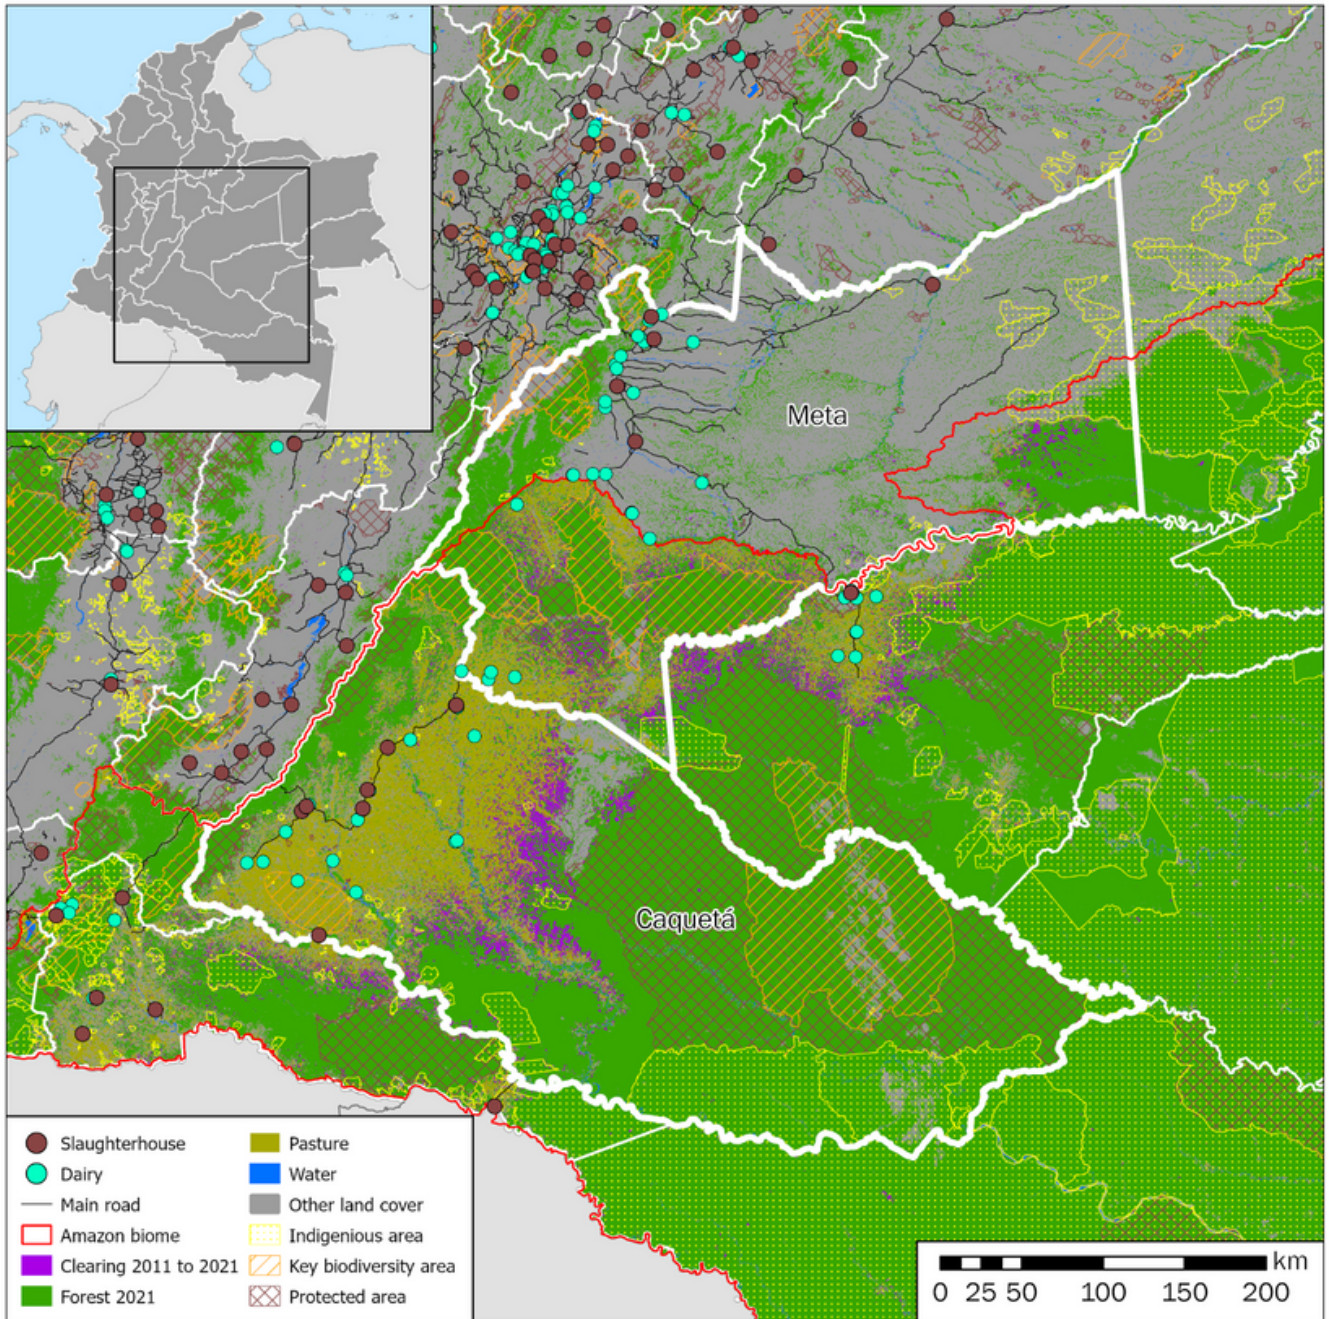 Meta
Caquetá
Slaughterhouse
Dairy
Main road
Amazon biome
Clearing 2011 to 2021
Forest 2021
Pasture
Water
Other land cover
Indigenious area
Key biodiversity area
Protected area
km
0 25 50 100 150 200